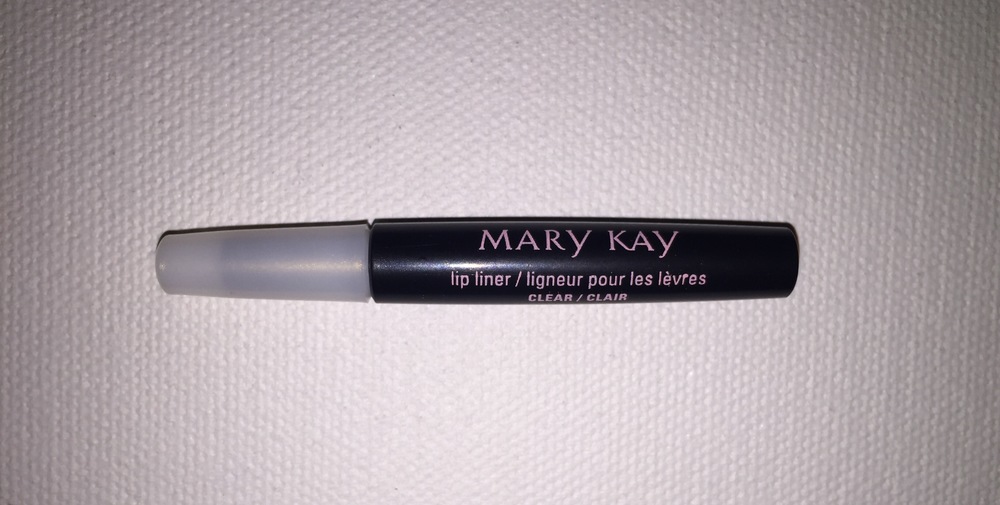 MARY KAY
lip liner / ligneur pour les lèvres
CLEAR / CLAIR